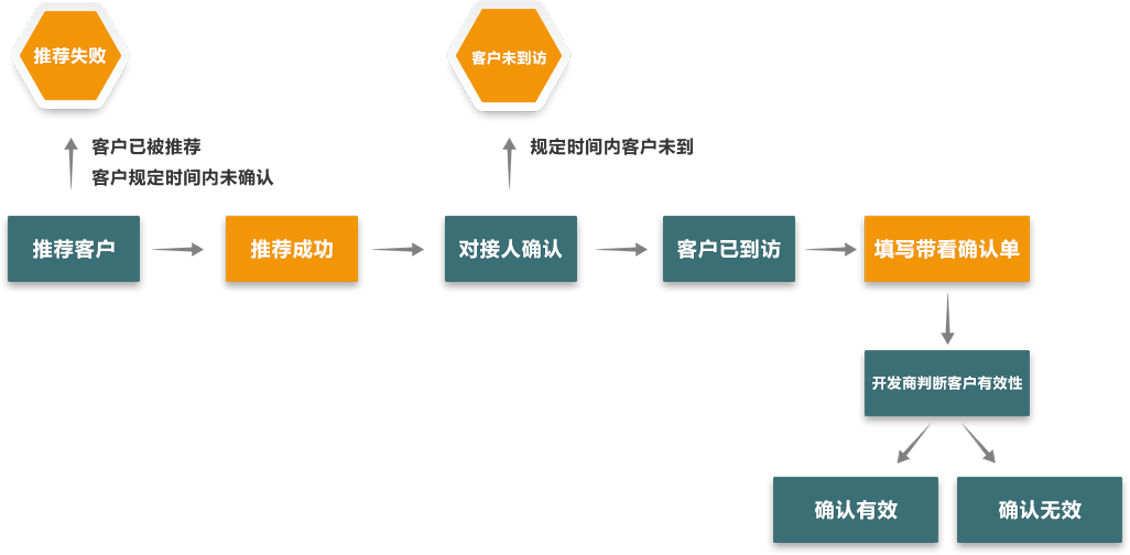 推荐失败
客户未到访
客户已被推荐
客户规定时间内未确认
规定时间内客户未到
推荐客户
推荐成功
对接人确认
客户已到访
填写带看确认单
开发商判断客户有效性
确认有效
确认无效